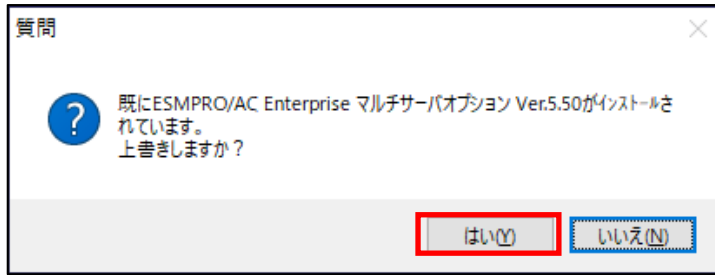 質問
既にESMPRO/AC Enterprise マルチサーバオプション Ver.5.50がｲﾝｽﾄｰﾙさ
れています。
上書きしますか？
はい(Y)
いいえ(N)